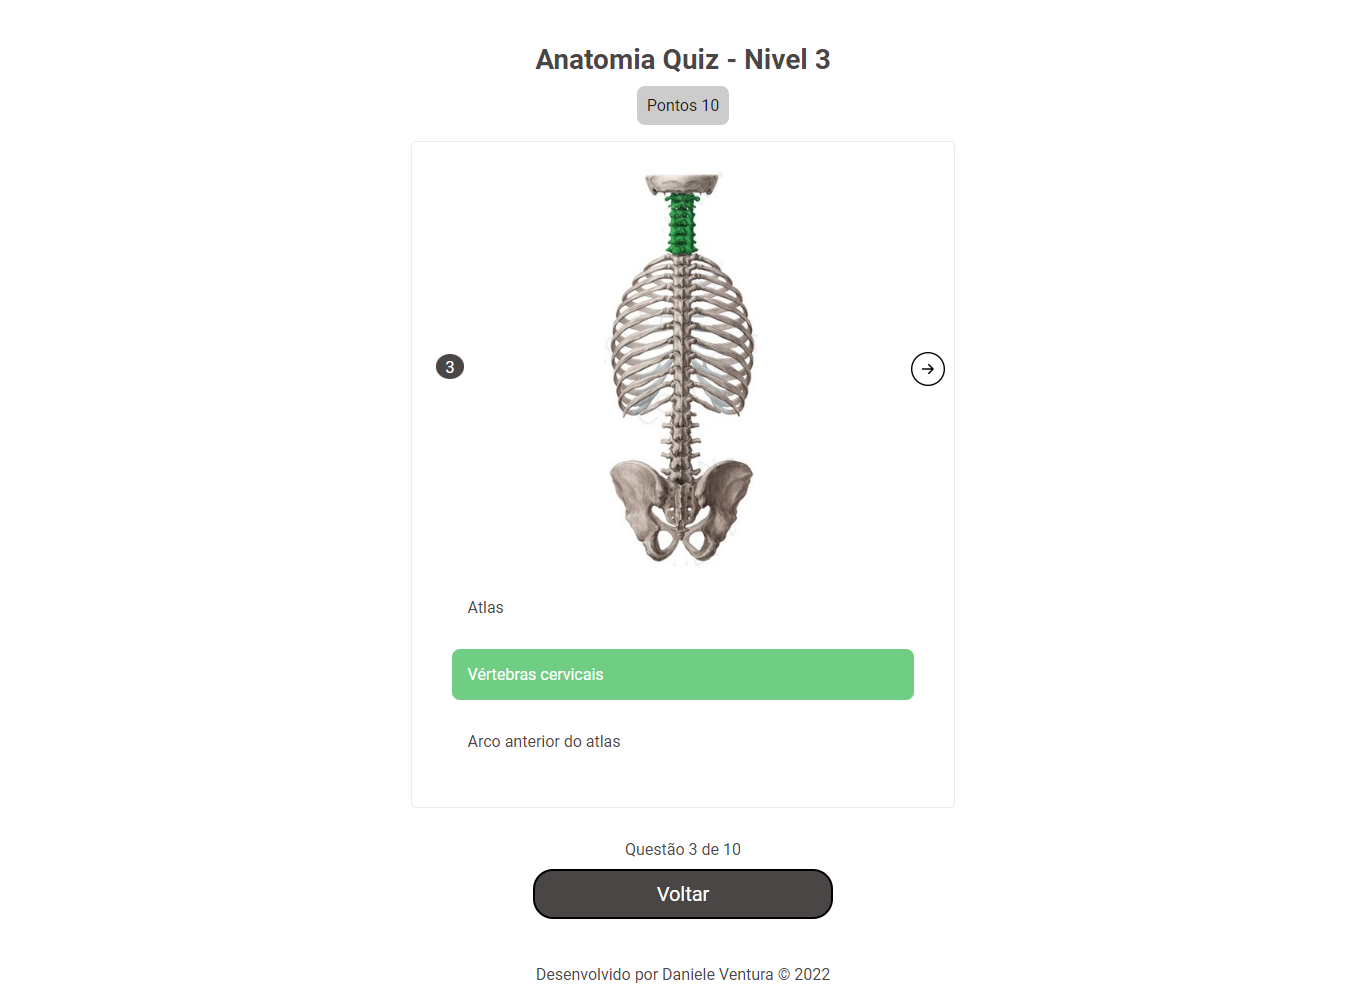 Anatomia Quiz - Nivel 3
Pontos 10
3
Atlas
Vértebras cervicais
Arco anterior do atlas
Questão 3 de 10
Voltar
Desenvolvido por Daniele Ventura © 2022